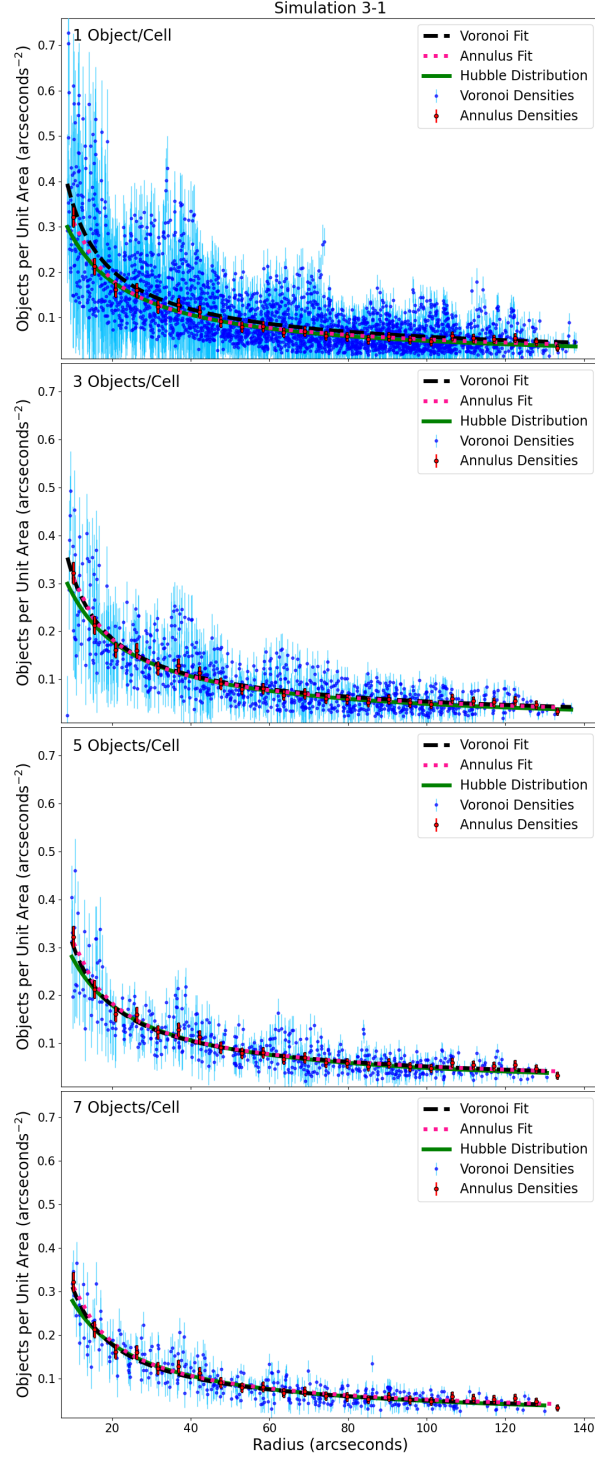 Simulation 3-1
1 Object/Cell
Voronoi Fit
Annulus Fit
Hubble Distribution
Voronoi Densities
Annulus Densities
0.7
0.6
0.5
0.4
0.3
0.2
0.1
Objects per Unit Area (arcseconds⁻²)
3 Objects/Cell
Voronoi Fit
Annulus Fit
Hubble Distribution
Voronoi Densities
Annulus Densities
0.7
0.6
0.5
0.4
0.3
0.2
0.1
Objects per Unit Area (arcseconds⁻²)
5 Objects/Cell
Voronoi Fit
Annulus Fit
Hubble Distribution
Voronoi Densities
Annulus Densities
0.7
0.6
0.5
0.4
0.3
0.2
0.1
Objects per Unit Area (arcseconds⁻²)
7 Objects/Cell
Voronoi Fit
Annulus Fit
Hubble Distribution
Voronoi Densities
Annulus Densities
0.7
0.6
0.5
0.4
0.3
0.2
0.1
Objects per Unit Area (arcseconds⁻²)
20 40 60 80 100 120 140
Radius (arcseconds)